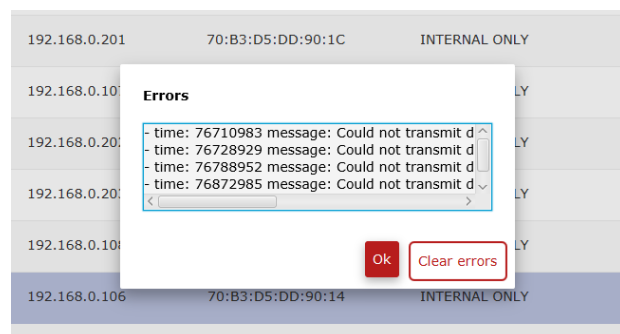 192.168.0.201 70:B3:D5:DD:90:1C INTERNAL ONLY
192.168.0.10
LY
Errors
- time: 76710983 message: Could not transmit d
- time: 76728929 message: Could not transmit d
- time: 76788952 message: Could not transmit d
- time: 76872985 message: Could not transmit d
192.168.0.20
LY
192.168.0.20
LY
192.168.0.10
LY
Ok
Clear errors
192.168.0.106 70:B3:D5:DD:90:14 INTERNAL ONLY